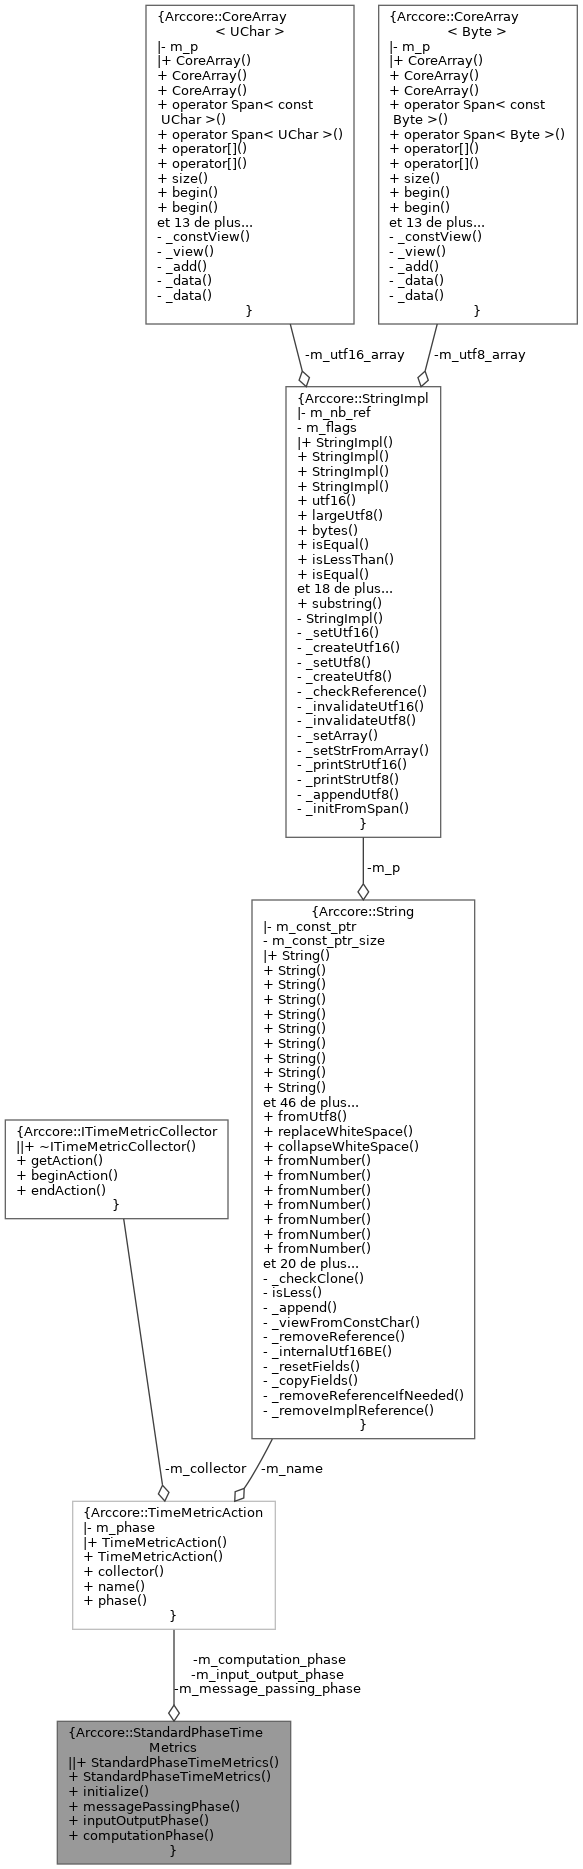 {Arccore::CoreArray
< UChar >
|- m_p
|+ CoreArray()
+ CoreArray()
+ CoreArray()
+ operator Span< const
UChar >()
+ operator Span< UChar >()
+ operator[]()
+ operator[]()
+ size()
+ begin()
+ begin()
et 13 de plus...
- _constView()
- _view()
- _add()
- _data()
- _data()
}
{Arccore::CoreArray
< Byte >
|- m_p
|+ CoreArray()
+ CoreArray()
+ CoreArray()
+ operator Span< const
Byte >()
+ operator Span< Byte >()
+ operator[]()
+ operator[]()
+ size()
+ begin()
+ begin()
et 13 de plus...
- _constView()
- _view()
- _add()
- _data()
- _data()
}
-m_utf16_array
-m_utf8_array
{Arccore::StringImpl
|- m_nb_ref
- m_flags
|+ StringImpl()
+ StringImpl()
+ StringImpl()
+ StringImpl()
+ utf16()
+ largeUtf8()
+ bytes()
+ isEqual()
+ isLessThan()
+ isEqual()
et 18 de plus...
+ substring()
- StringImpl()
- _setUtf16()
- _createUtf16()
- _setUtf8()
- _createUtf8()
- _checkReference()
- _invalidateUtf16()
- _invalidateUtf8()
- _setArray()
- _setStrFromArray()
- _printStrUtf16()
- _printStrUtf8()
- _appendUtf8()
- _initFromSpan()
}
-m_p
{Arccore::String
|- m_const_ptr
- m_const_ptr_size
|+ String()
+ String()
+ String()
+ String()
+ String()
+ String()
+ String()
+ String()
+ String()
+ String()
et 46 de plus...
+ fromUtf8()
+ replaceWhiteSpace()
+ collapseWhiteSpace()
+ fromNumber()
+ fromNumber()
+ fromNumber()
+ fromNumber()
+ fromNumber()
+ fromNumber()
+ fromNumber()
et 20 de plus...
- _checkClone()
- isLess()
- _append()
- _viewFromConstChar()
- _removeReference()
- _internalUtf16BE()
- _resetFields()
- _copyFields()
- _removeReferenceIfNeeded()
- _removeImplReference()
}
{Arccore::ITimeMetricCollector
||+ ~ITimeMetricCollector()
+ getAction()
+ beginAction()
+ endAction()
}
-m_collector
-m_name
{Arccore::TimeMetricAction
|- m_phase
|+ TimeMetricAction()
+ TimeMetricAction()
+ collector()
+ name()
+ phase()
}
-m_computation_phase
-m_input_output_phase
-m_message_passing_phase
{Arccore::StandardPhaseTime
Metrics
||+ StandardPhaseTimeMetrics()
+ StandardPhaseTimeMetrics()
+ initialize()
+ messagePassingPhase()
+ inputOutputPhase()
+ computationPhase()
}